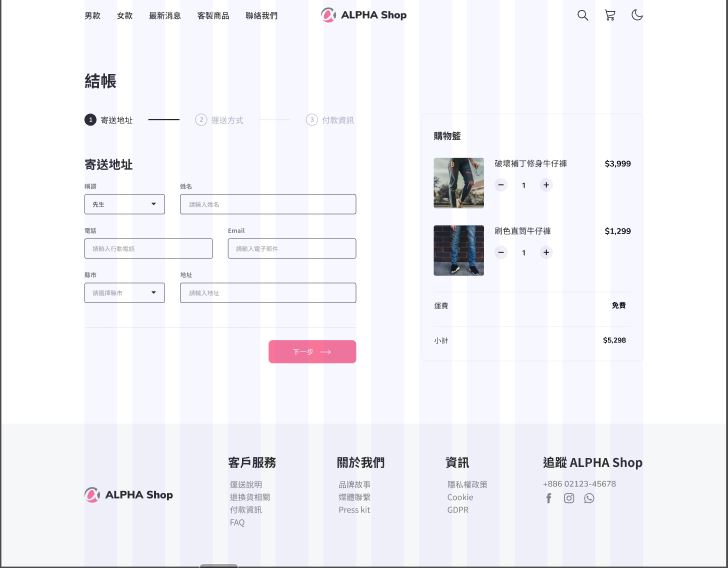 男款 女款 最新消息 客製商品 聯絡我們 ALPHA Shop
結帳
1 寄送地址 2 運送方式 3 付款資訊
寄送地址
稱謂 姓名
先生 請輸入姓名
電話 Email
請輸入行動電話 請輸入電子郵件
縣市 地址
請選擇縣市 請輸入地址
下一步
購物籃
破壞補丁修身牛仔褲 $3,999
1
刷色直筒牛仔褲 $1,299
1
運費 免費
小計 $5,298
ALPHA Shop
客戶服務
運送說明
退換貨相關
付款資訊
FAQ
關於我們
品牌故事
媒體聯繫
Press kit
資訊
隱私權政策
Cookie
GDPR
追蹤 ALPHA Shop
+886 02123-45678